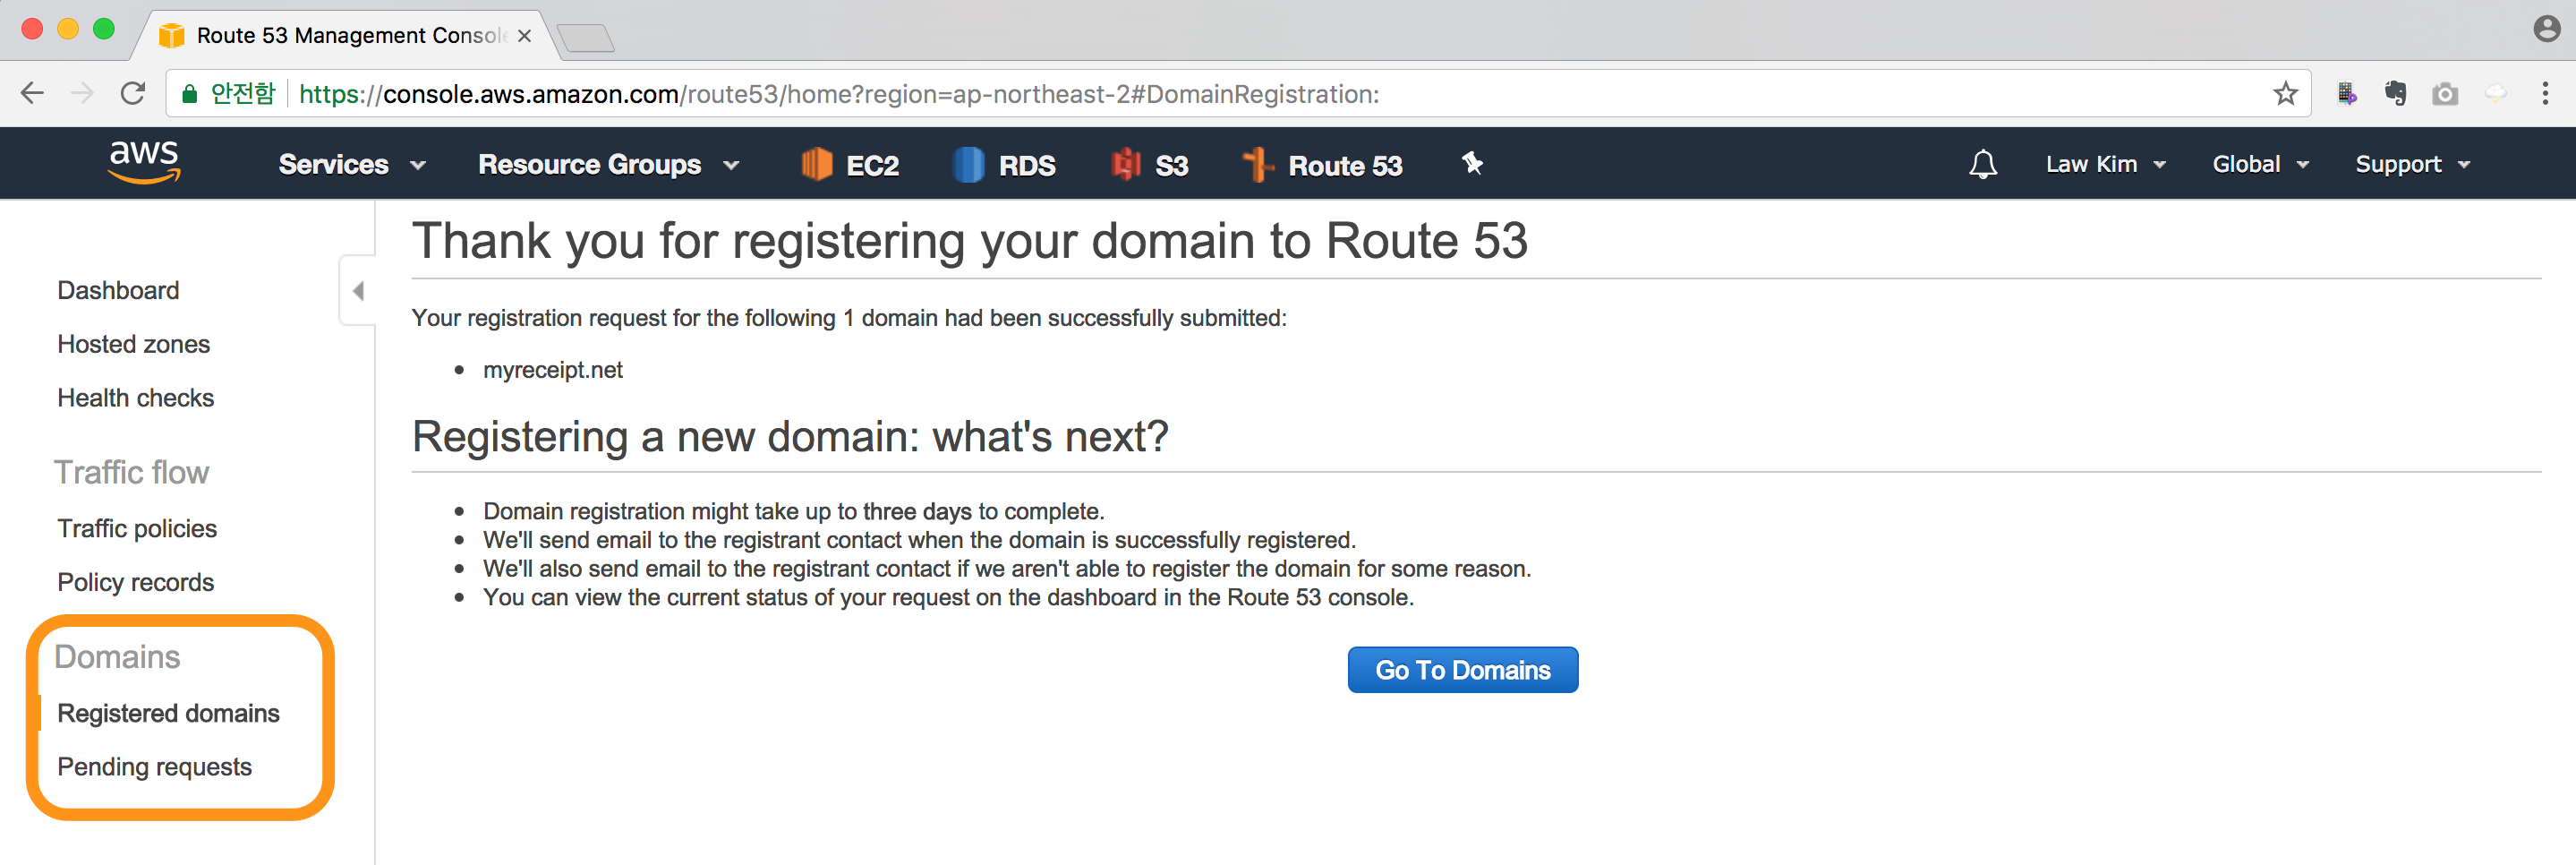 Route 53 Management Console
안전함 https://console.aws.amazon.com/route53/home?region=ap-northeast-2#DomainRegistration:
aws Services Resource Groups EC2 RDS S3 Route 53 Law Kim Global Support
Dashboard
Hosted zones
Health checks
Traffic flow
Traffic policies
Policy records
Domains
Registered domains
Pending requests
Thank you for registering your domain to Route 53
Your registration request for the following 1 domain had been successfully submitted:
myreceipt.net
Registering a new domain: what's next?
Domain registration might take up to three days to complete.
We'll send email to the registrant contact when the domain is successfully registered.
We'll also send email to the registrant contact if we aren't able to register the domain for some reason.
You can view the current status of your request on the dashboard in the Route 53 console.
Go To Domains